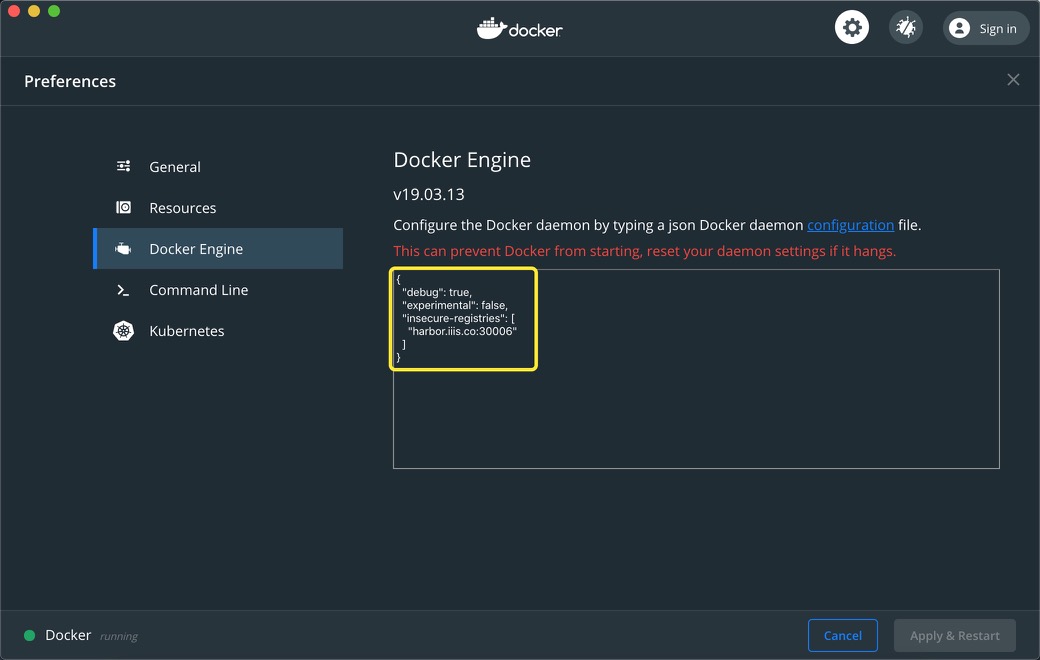 docker
Sign in
Preferences
General
Resources
Docker Engine
Command Line
Kubernetes
Docker Engine
v19.03.13
Configure the Docker daemon by typing a json Docker daemon configuration file.
This can prevent Docker from starting, reset your daemon settings if it hangs.
{
"debug": true,
"experimental": false,
"insecure-registries": [
"harbor.iiis.co:30006"
]
}
Docker running
Cancel
Apply & Restart